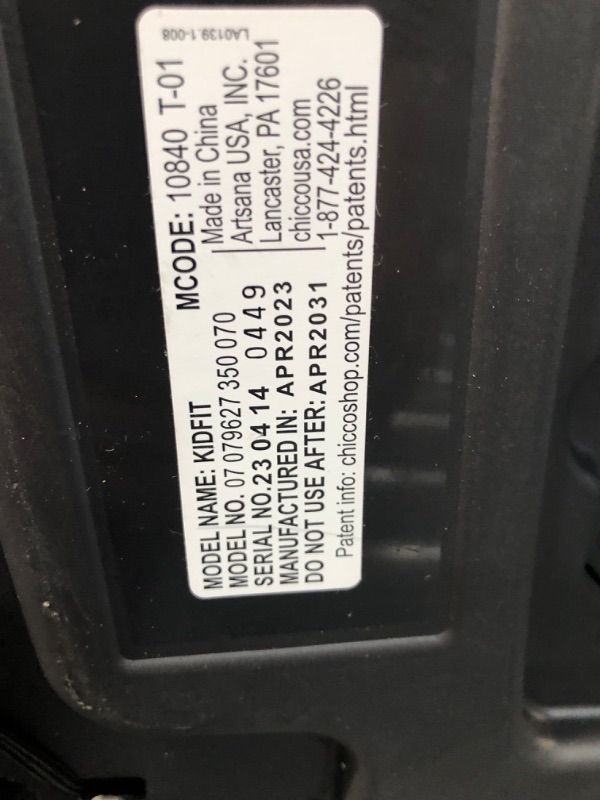 MODEL NAME: KIDFIT MCODE: 10840 T-01
MODEL NO. 07 079627 350 070
SERIAL NO. 23 04 14 0449
MANUFACTURED IN: APR2023
DO NOT USE AFTER: APR2031
Made in China
Artsana USA, INC.
Lancaster, PA 17601
chiccousa.com
1-877-424-4226
Patent info: chiccoshop.com/patents/patents.html
LA0139.1-008